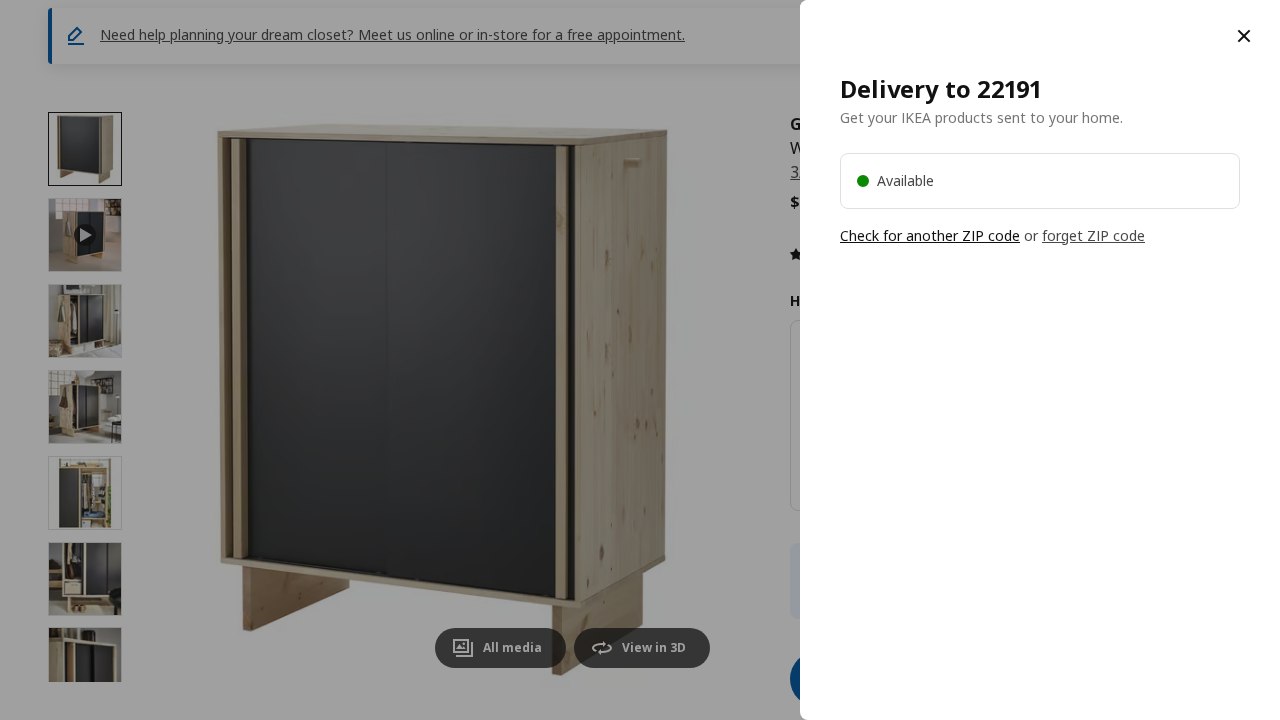 Need help planning your dream closet? Meet us online or in-store for a free appointment.
Delivery to 22191
Get your IKEA products sent to your home.
Available
Check for another ZIP code or forget ZIP code
G
W
3
$
H
All media
View in 3D